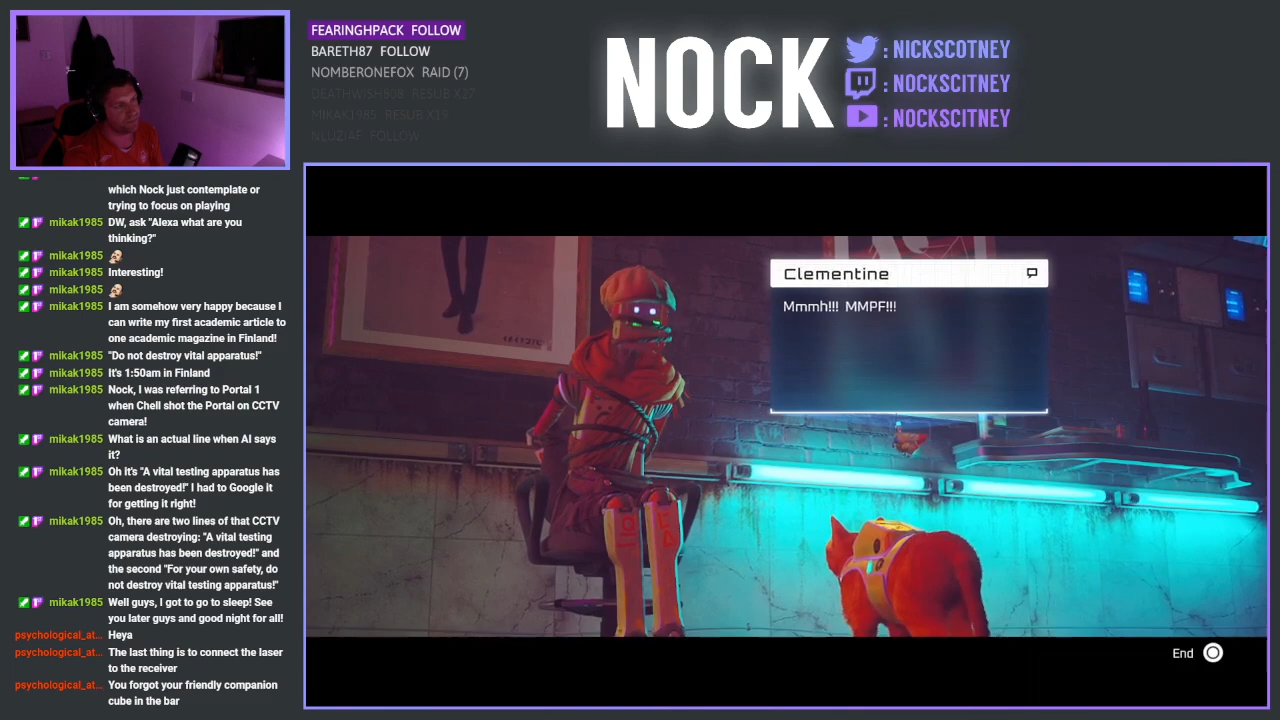 FEARINGHPACK FOLLOW
BARETH87 FOLLOW
NOMBERONEFOX RAID (7)
DEATHWISH808 RESUB X27
MIKAK1985 RESUB X19
NLUZIAF FOLLOW
NOCK
: NICKSCOTNEY
: NOCKSCITNEY
: NOCKSCITNEY
which Nock just contemplate or
trying to focus on playing
mikak1985 DW, ask "Alexa what are you
thinking?"
mikak1985
mikak1985 Interesting!
mikak1985
mikak1985 I am somehow very happy because I
can write my first academic article to
one academic magazine in Finland!
mikak1985 "Do not destroy vital apparatus!"
mikak1985 It's 1:50am in Finland
mikak1985 Nock, I was referring to Portal 1
when Chell shot the Portal on CCTV
camera!
mikak1985 What is an actual line when AI says
it?
mikak1985 Oh it's "A vital testing apparatus has
been destroyed!" I had to Google it
for getting it right!
mikak1985 Oh, there are two lines of that CCTV
camera destroying: "A vital testing
apparatus has been destroyed!" and
the second "For your own safety, do
not destroy vital testing apparatus!"
mikak1985 Well guys, I got to go to sleep! See
you later guys and good night for all!
psychological_at... Heya
psychological_at... The last thing is to connect the laser
to the receiver
psychological_at... You forgot your friendly companion
cube in the bar
Clementine
Mmmh!!! MMPF!!!
End